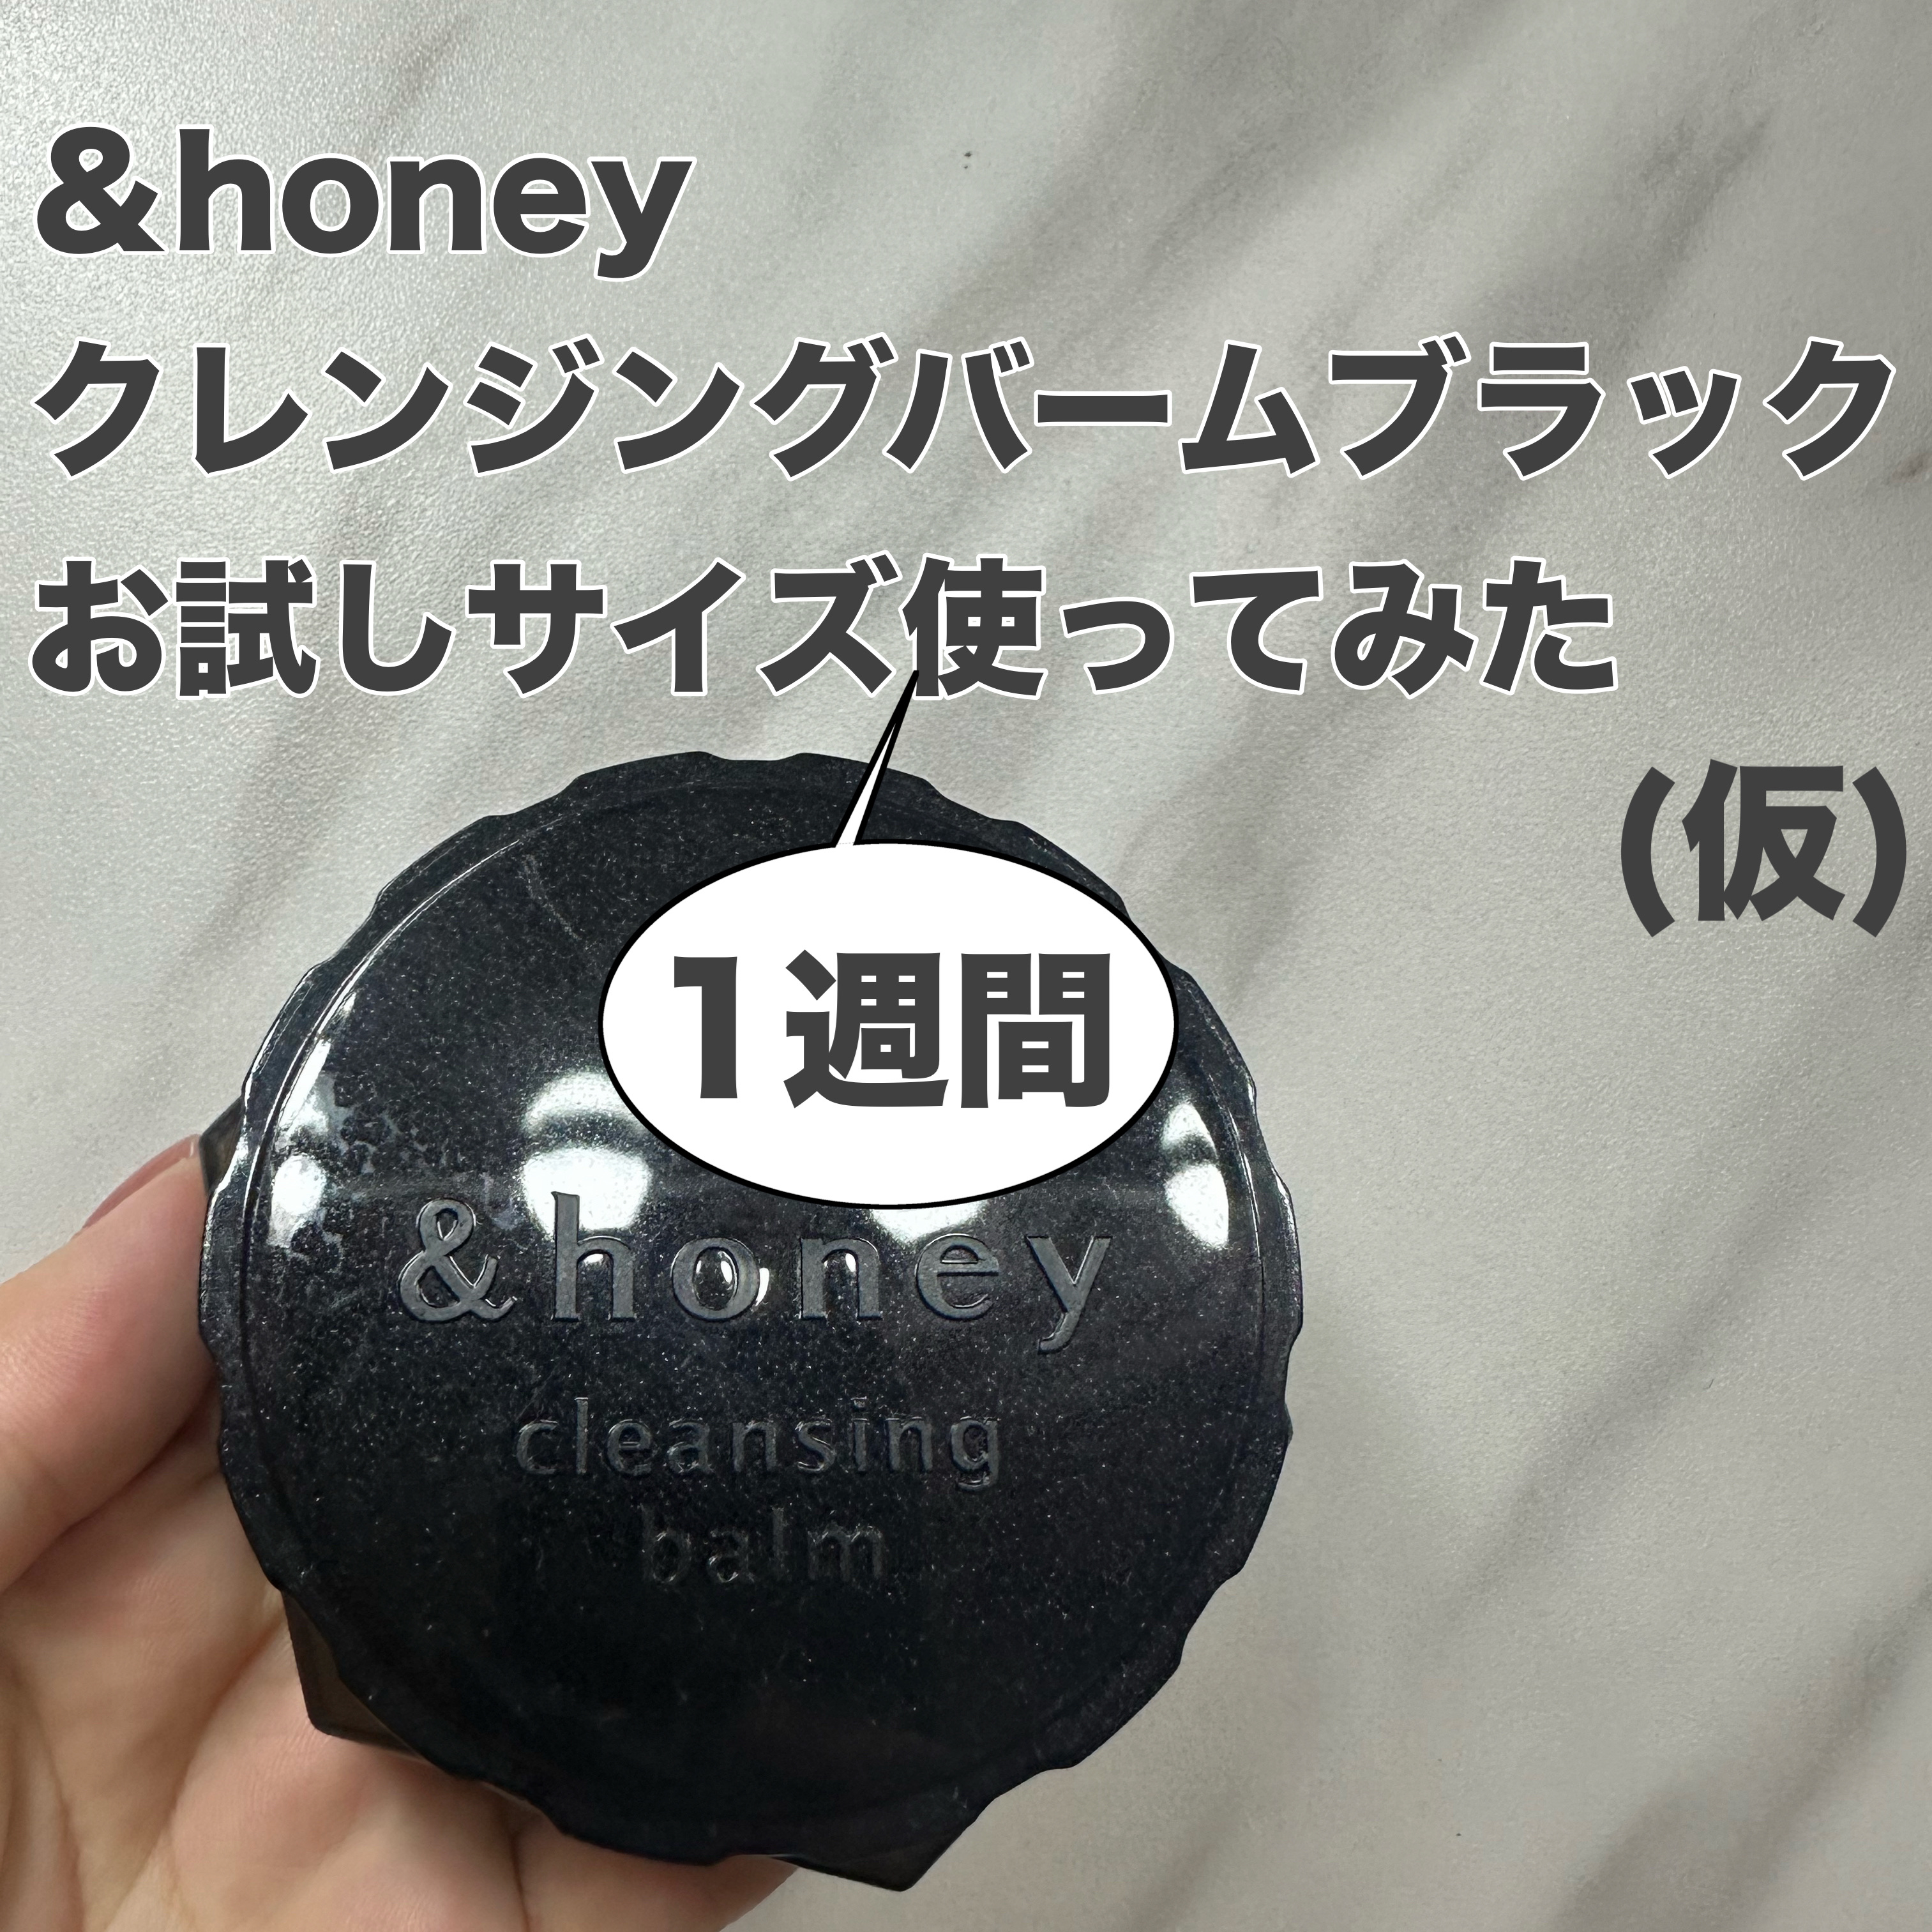 &honey
クレンジングバームブラック
お試しサイズ使ってみた
(仮)
1週間
&honey
cleansing
balm